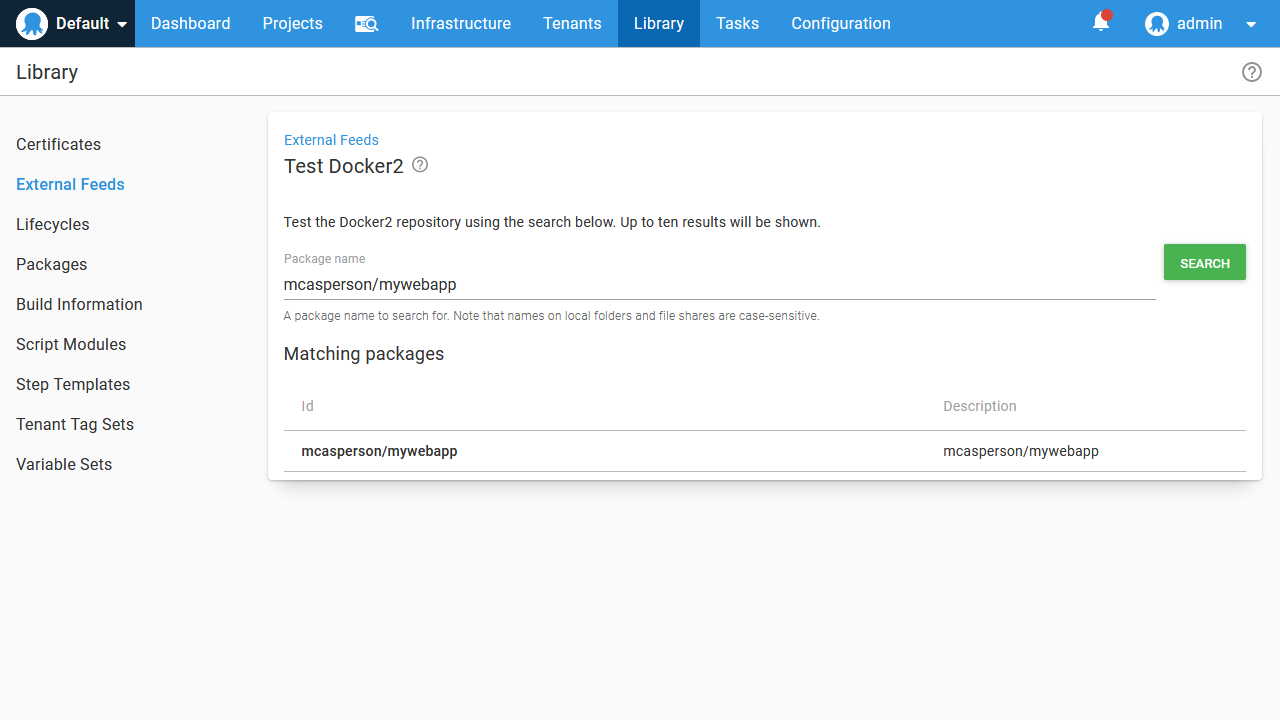 Default Dashboard Projects Infrastructure Tenants Library Tasks Configuration admin
Library
Certificates
External Feeds
Lifecycles
Packages
Build Information
Script Modules
Step Templates
Tenant Tag Sets
Variable Sets
External Feeds
Test Docker2
Test the Docker2 repository using the search below. Up to ten results will be shown.
Package name
mcasperson/mywebapp
SEARCH
A package name to search for. Note that names on local folders and file shares are case-sensitive.
Matching packages
Id Description
mcasperson/mywebapp mcasperson/mywebapp